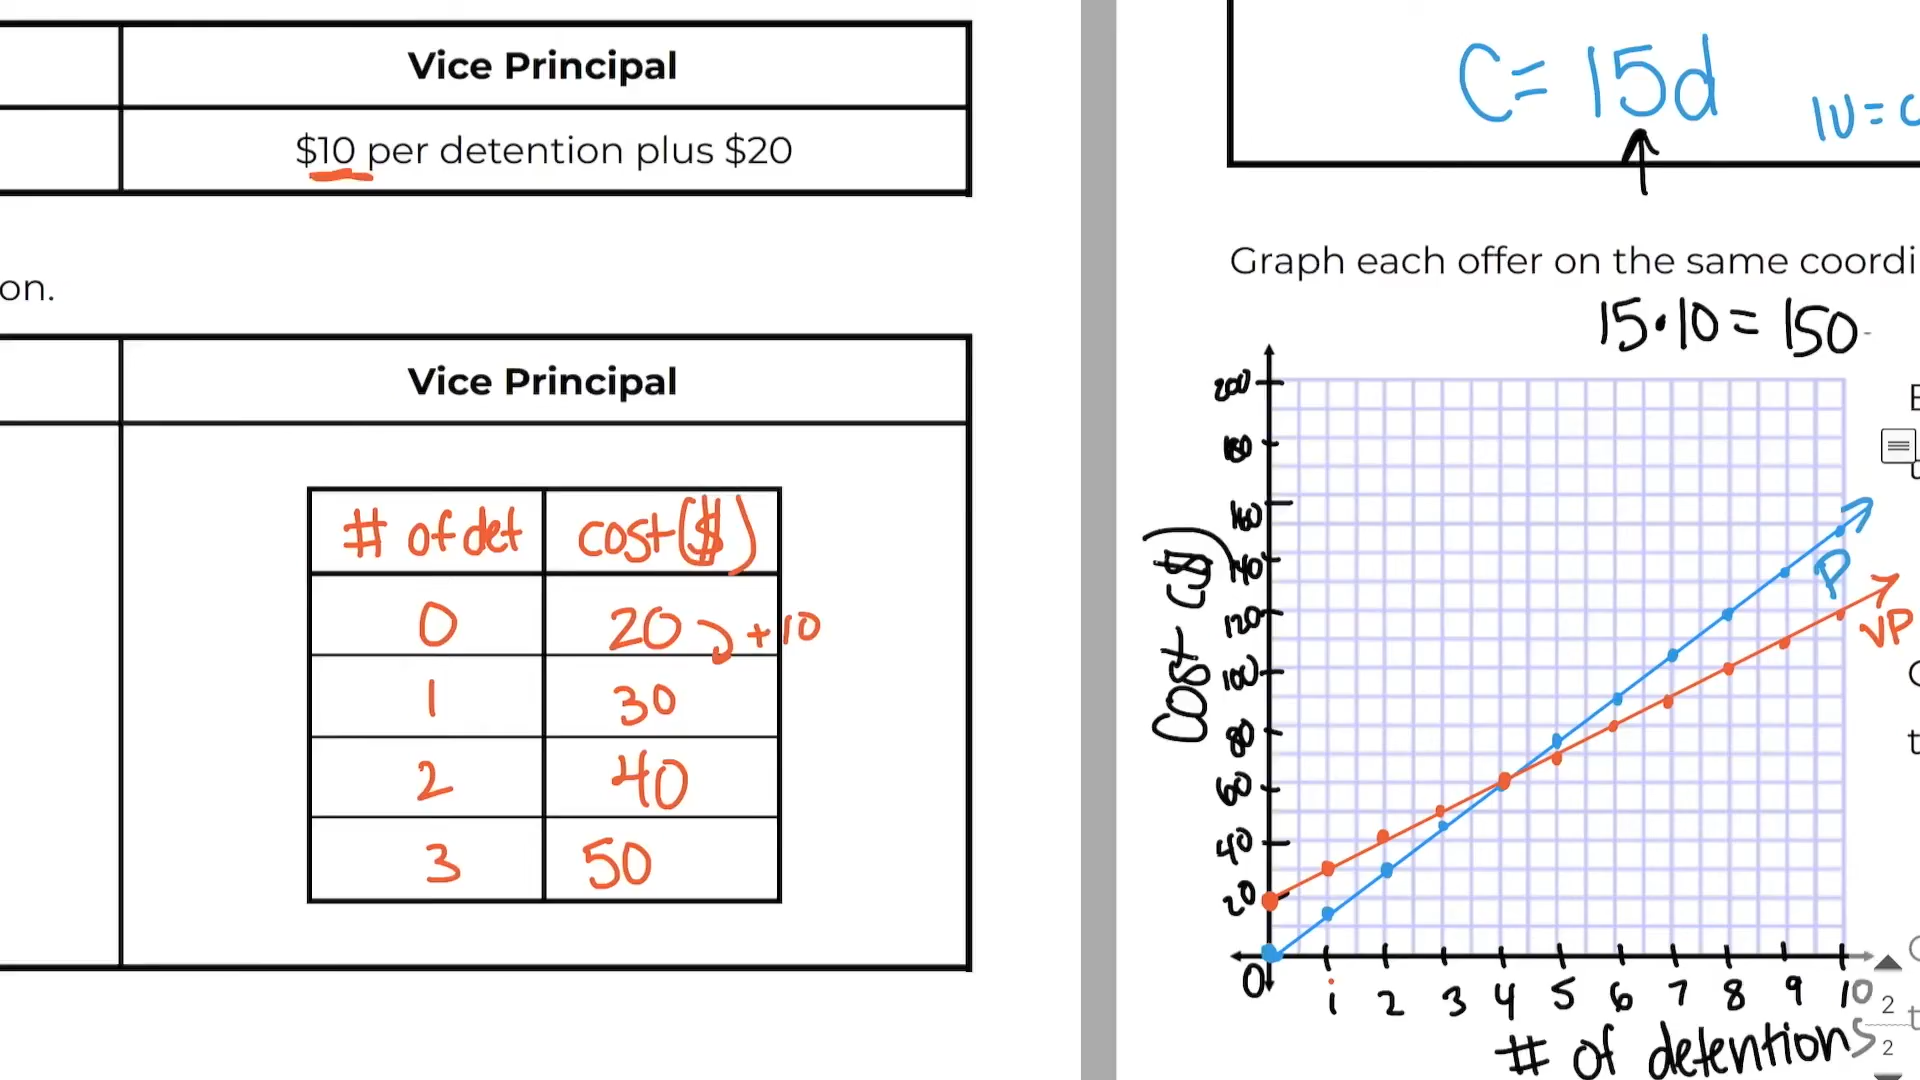 Vice Principal
$10 per detention plus $20
on.
Vice Principal
# of det cost($)
0 20 +10
1 30
2 40
3 50
C= 15d
10=
Graph each offer on the same coordi
15·10= 150
200
180
160
140
120
100
80
60
40
20
0
Cost ($)
P
VP
1 2 3 4 5 6 7 8 9 10
# of detentions
2
2